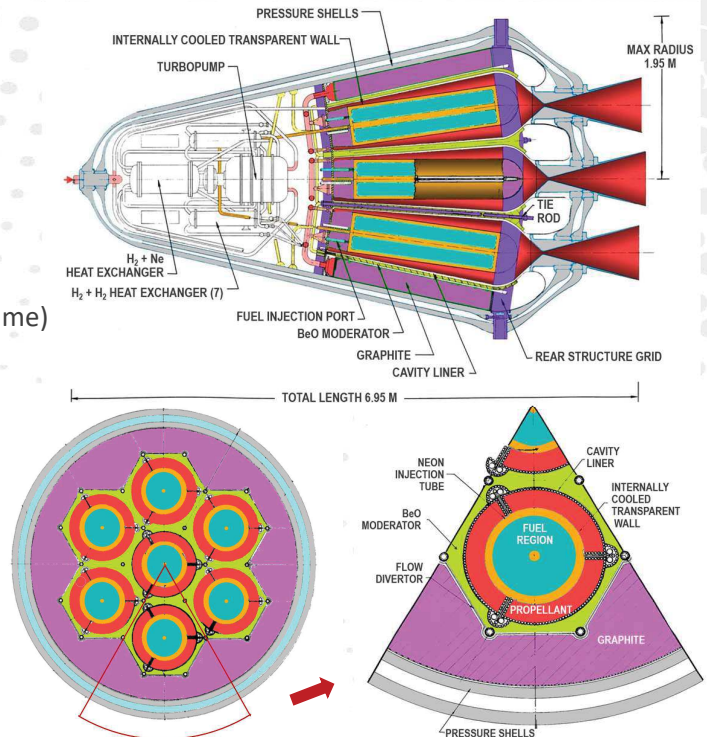 PRESSURE SHELLS
INTERNALLY COOLED TRANSPARENT WALL
TURBOPUMP
MAX RADIUS
1.95 M
TIE
ROD
H₂ + Ne
HEAT EXCHANGER
H₂ + H₂ HEAT EXCHANGER (7)
me)
FUEL INJECTION PORT
BeO MODERATOR
GRAPHITE
CAVITY LINER
REAR STRUCTURE GRID
TOTAL LENGTH 6.95 M
NEON
INJECTION
TUBE
CAVITY
LINER
INTERNALLY
COOLED
TRANSPARENT
WALL
BeO
MODERATOR
FUEL
REGION
FLOW
DIVERTOR
PROPELLANT
GRAPHITE
PRESSURE SHELLS